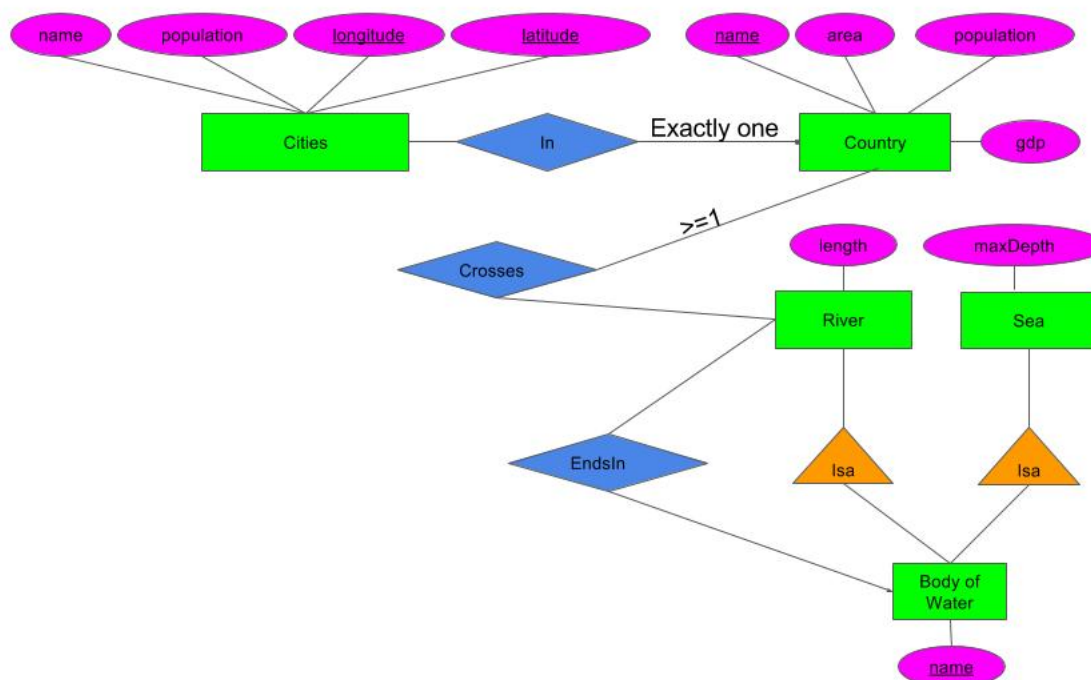 name
population
longitude
latitude
name
area
population
Cities
In
Exactly one
Country
gdp
>=1
length
maxDepth
Crosses
River
Sea
EndsIn
Isa
Isa
Body of
Water
name